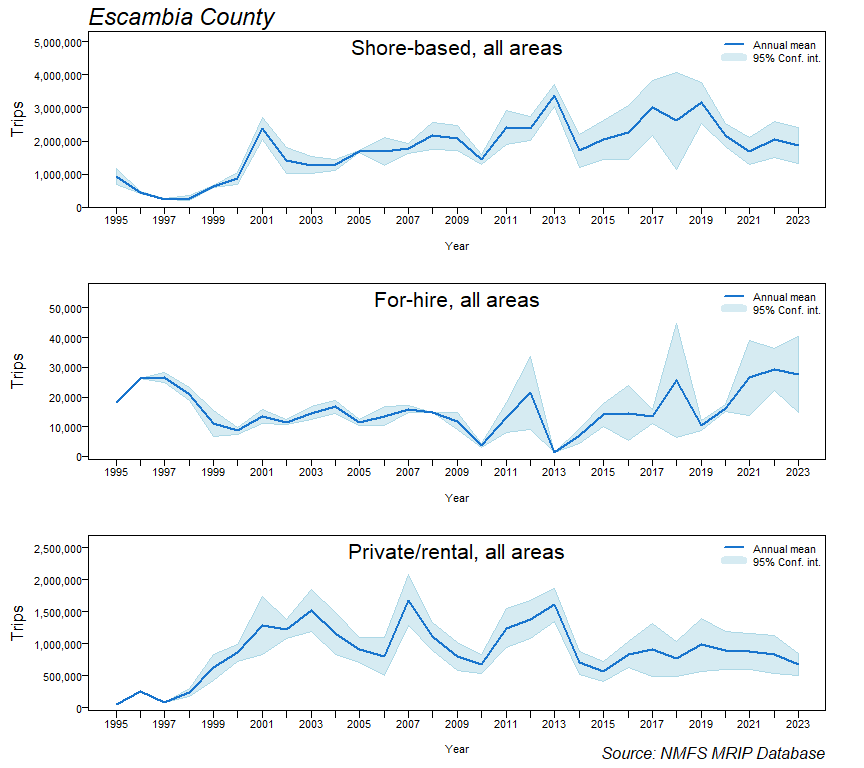 Escambia County
Shore-based, all areas
Annual mean
95% Conf. int.
Trips
5,000,000
4,000,000
3,000,000
2,000,000
1,000,000
0
1995 1997 1999 2001 2003 2005 2007 2009 2011 2013 2015 2017 2019 2021 2023
Year
For-hire, all areas
Annual mean
95% Conf. int.
Trips
50,000
40,000
30,000
20,000
10,000
0
1995 1997 1999 2001 2003 2005 2007 2009 2011 2013 2015 2017 2019 2021 2023
Year
Private/rental, all areas
Annual mean
95% Conf. int.
Trips
2,500,000
2,000,000
1,500,000
1,000,000
500,000
0
1995 1997 1999 2001 2003 2005 2007 2009 2011 2013 2015 2017 2019 2021 2023
Year
Source: NMFS MRIP Database